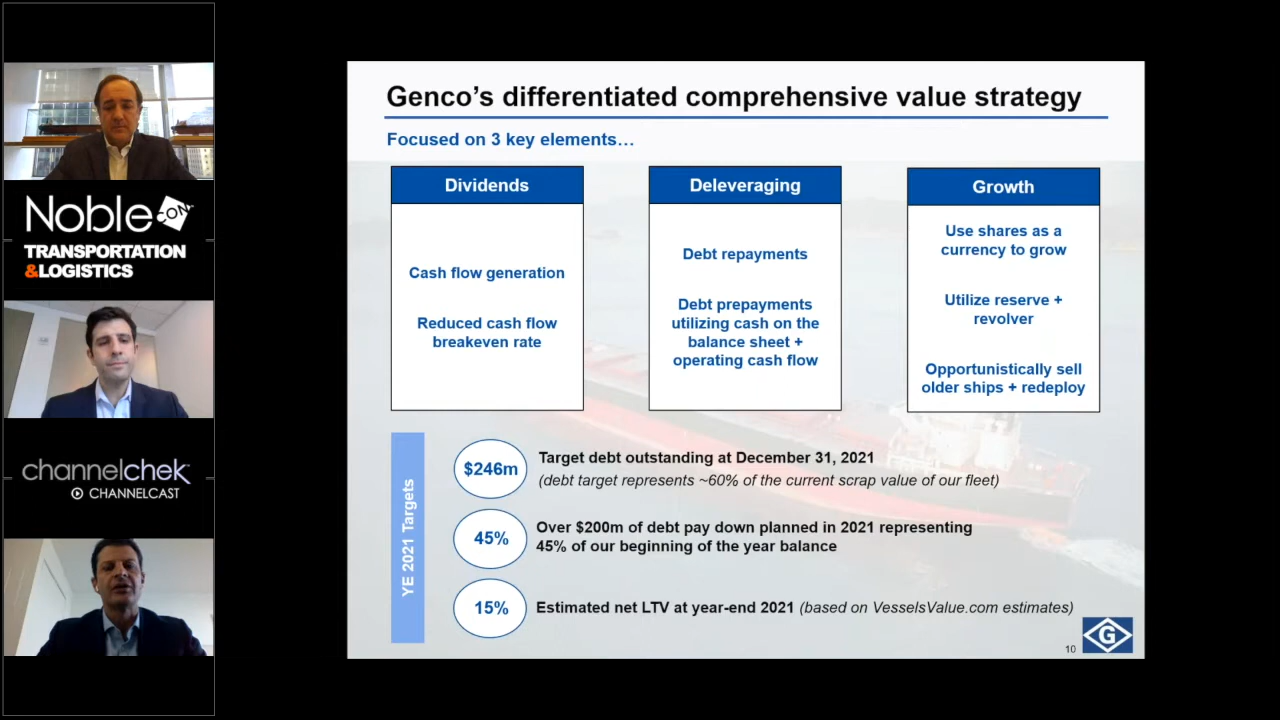 Noble
CON
TRANSPORTATION
&LOGISTICS
channelchek
CHANNELCAST
Genco's differentiated comprehensive value strategy
Focused on 3 key elements…
Dividends
Cash flow generation
Reduced cash flow
breakeven rate
Deleveraging
Debt repayments
Debt prepayments
utilizing cash on the
balance sheet +
operating cash flow
Growth
Use shares as a
currency to grow
Utilize reserve +
revolver
Opportunistically sell
older ships + redeploy
YE 2021 Targets
$246m
Target debt outstanding at December 31, 2021
(debt target represents ~60% of the current scrap value of our fleet)
45%
Over $200m of debt pay down planned in 2021 representing
45% of our beginning of the year balance
15%
Estimated net LTV at year-end 2021 (based on VesselsValue.com estimates)
10
G